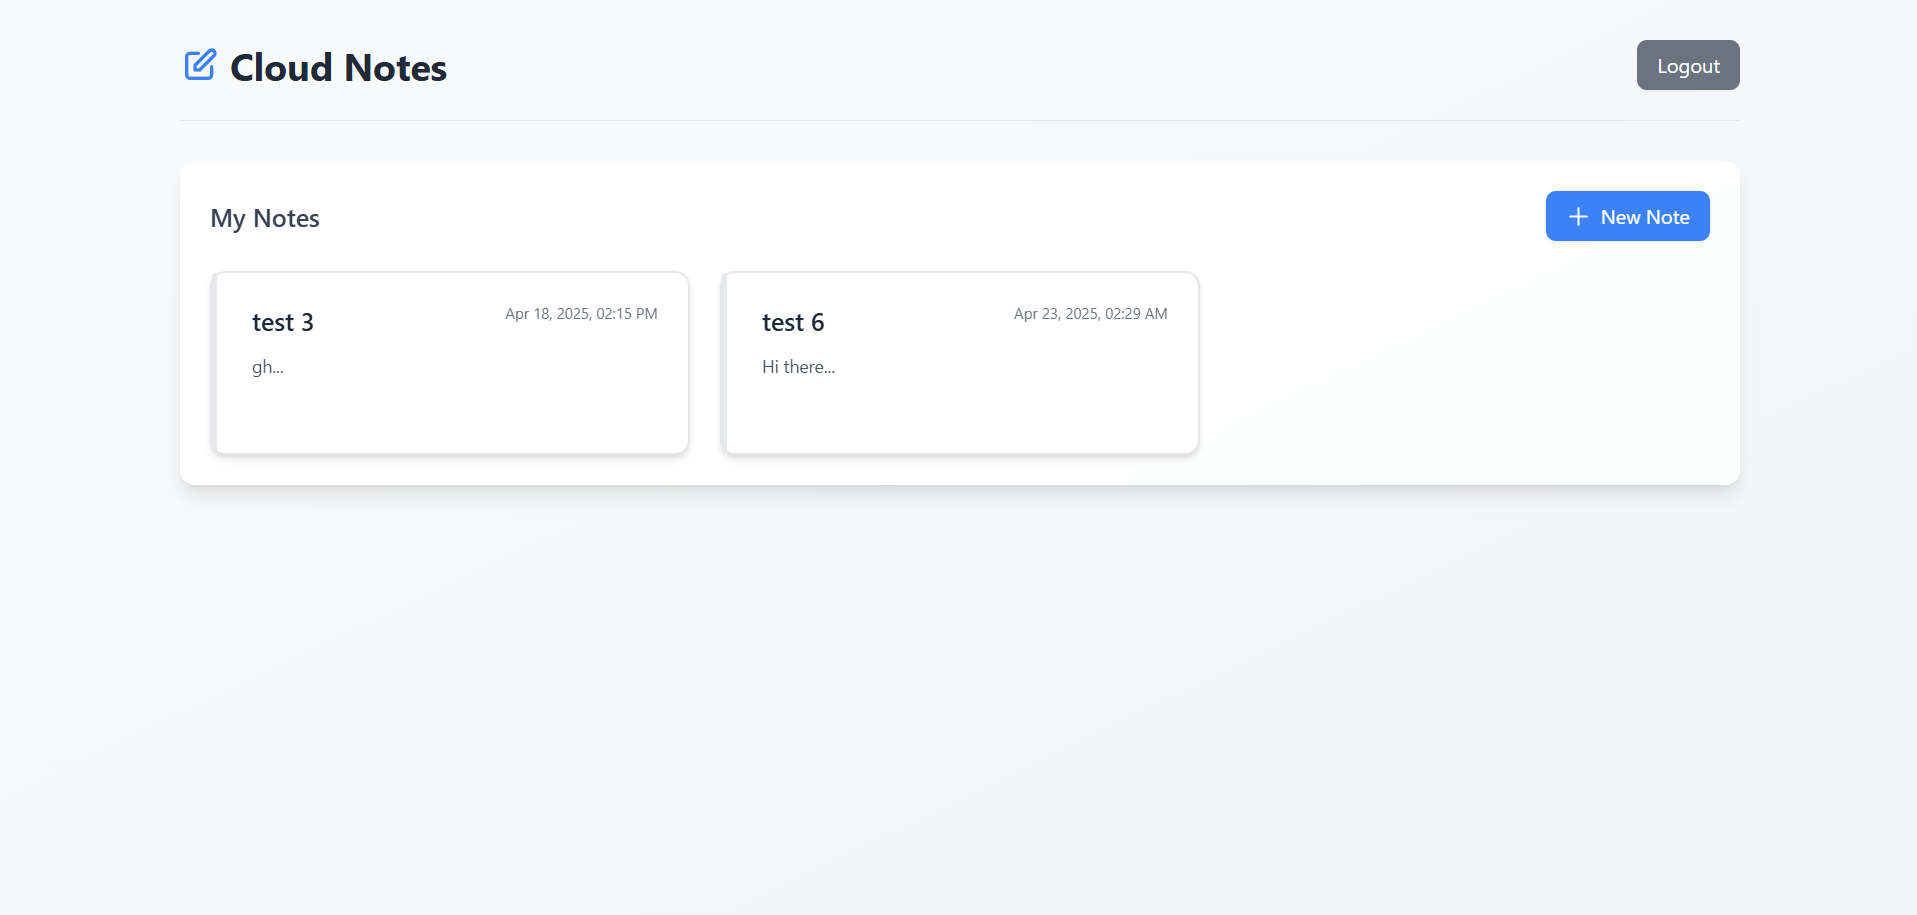 Cloud Notes
Logout
My Notes
New Note
test 3
Apr 18, 2025, 02:15 PM
gh...
test 6
Apr 23, 2025, 02:29 AM
Hi there...